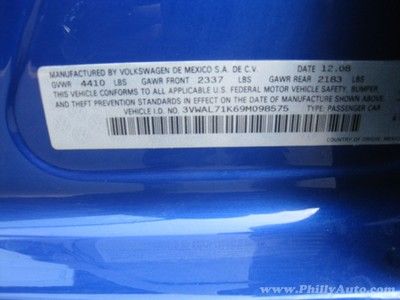 MANUFACTURED BY VOLKSWAGEN DE MEXICO S.A. DE C.V. DATE 12.08
GVWR 4410 LBS GAWR FRONT 2337 LBS GAWR REAR 2183 LBS
THIS VEHICLE CONFORMS TO ALL APPLICABLE U.S. FEDERAL MOTOR VEHICLE SAFETY, BUMPER,
AND THEFT PREVENTION STANDARDS IN EFFECT ON THE DATE OF MANUFACTURE SHOWN ABOVE.
VEHICLE I.D. NO. 3VWAL71K69M098575 TYPE: PASSENGER CAR
www.PhillyAuto.com